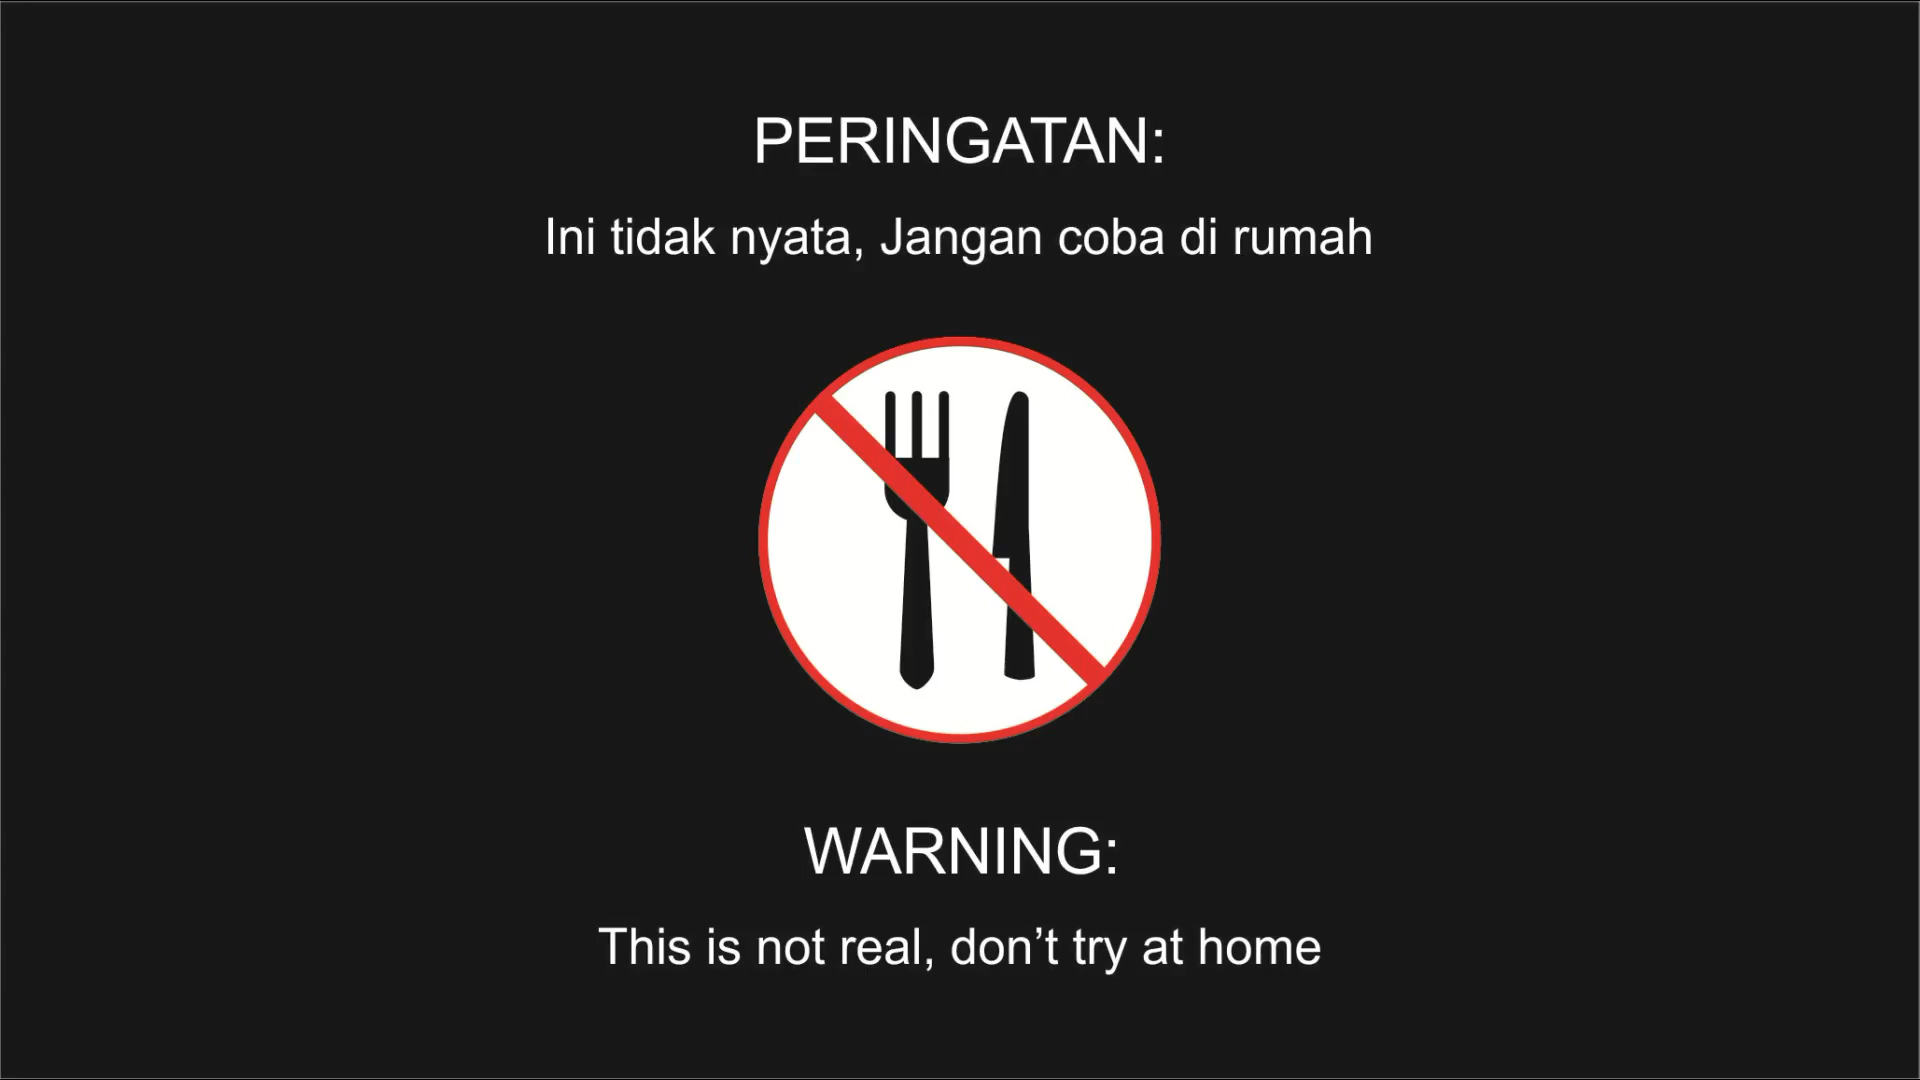 PERINGATAN:
Ini tidak nyata, Jangan coba di rumah
WARNING:
This is not real, don’t try at home